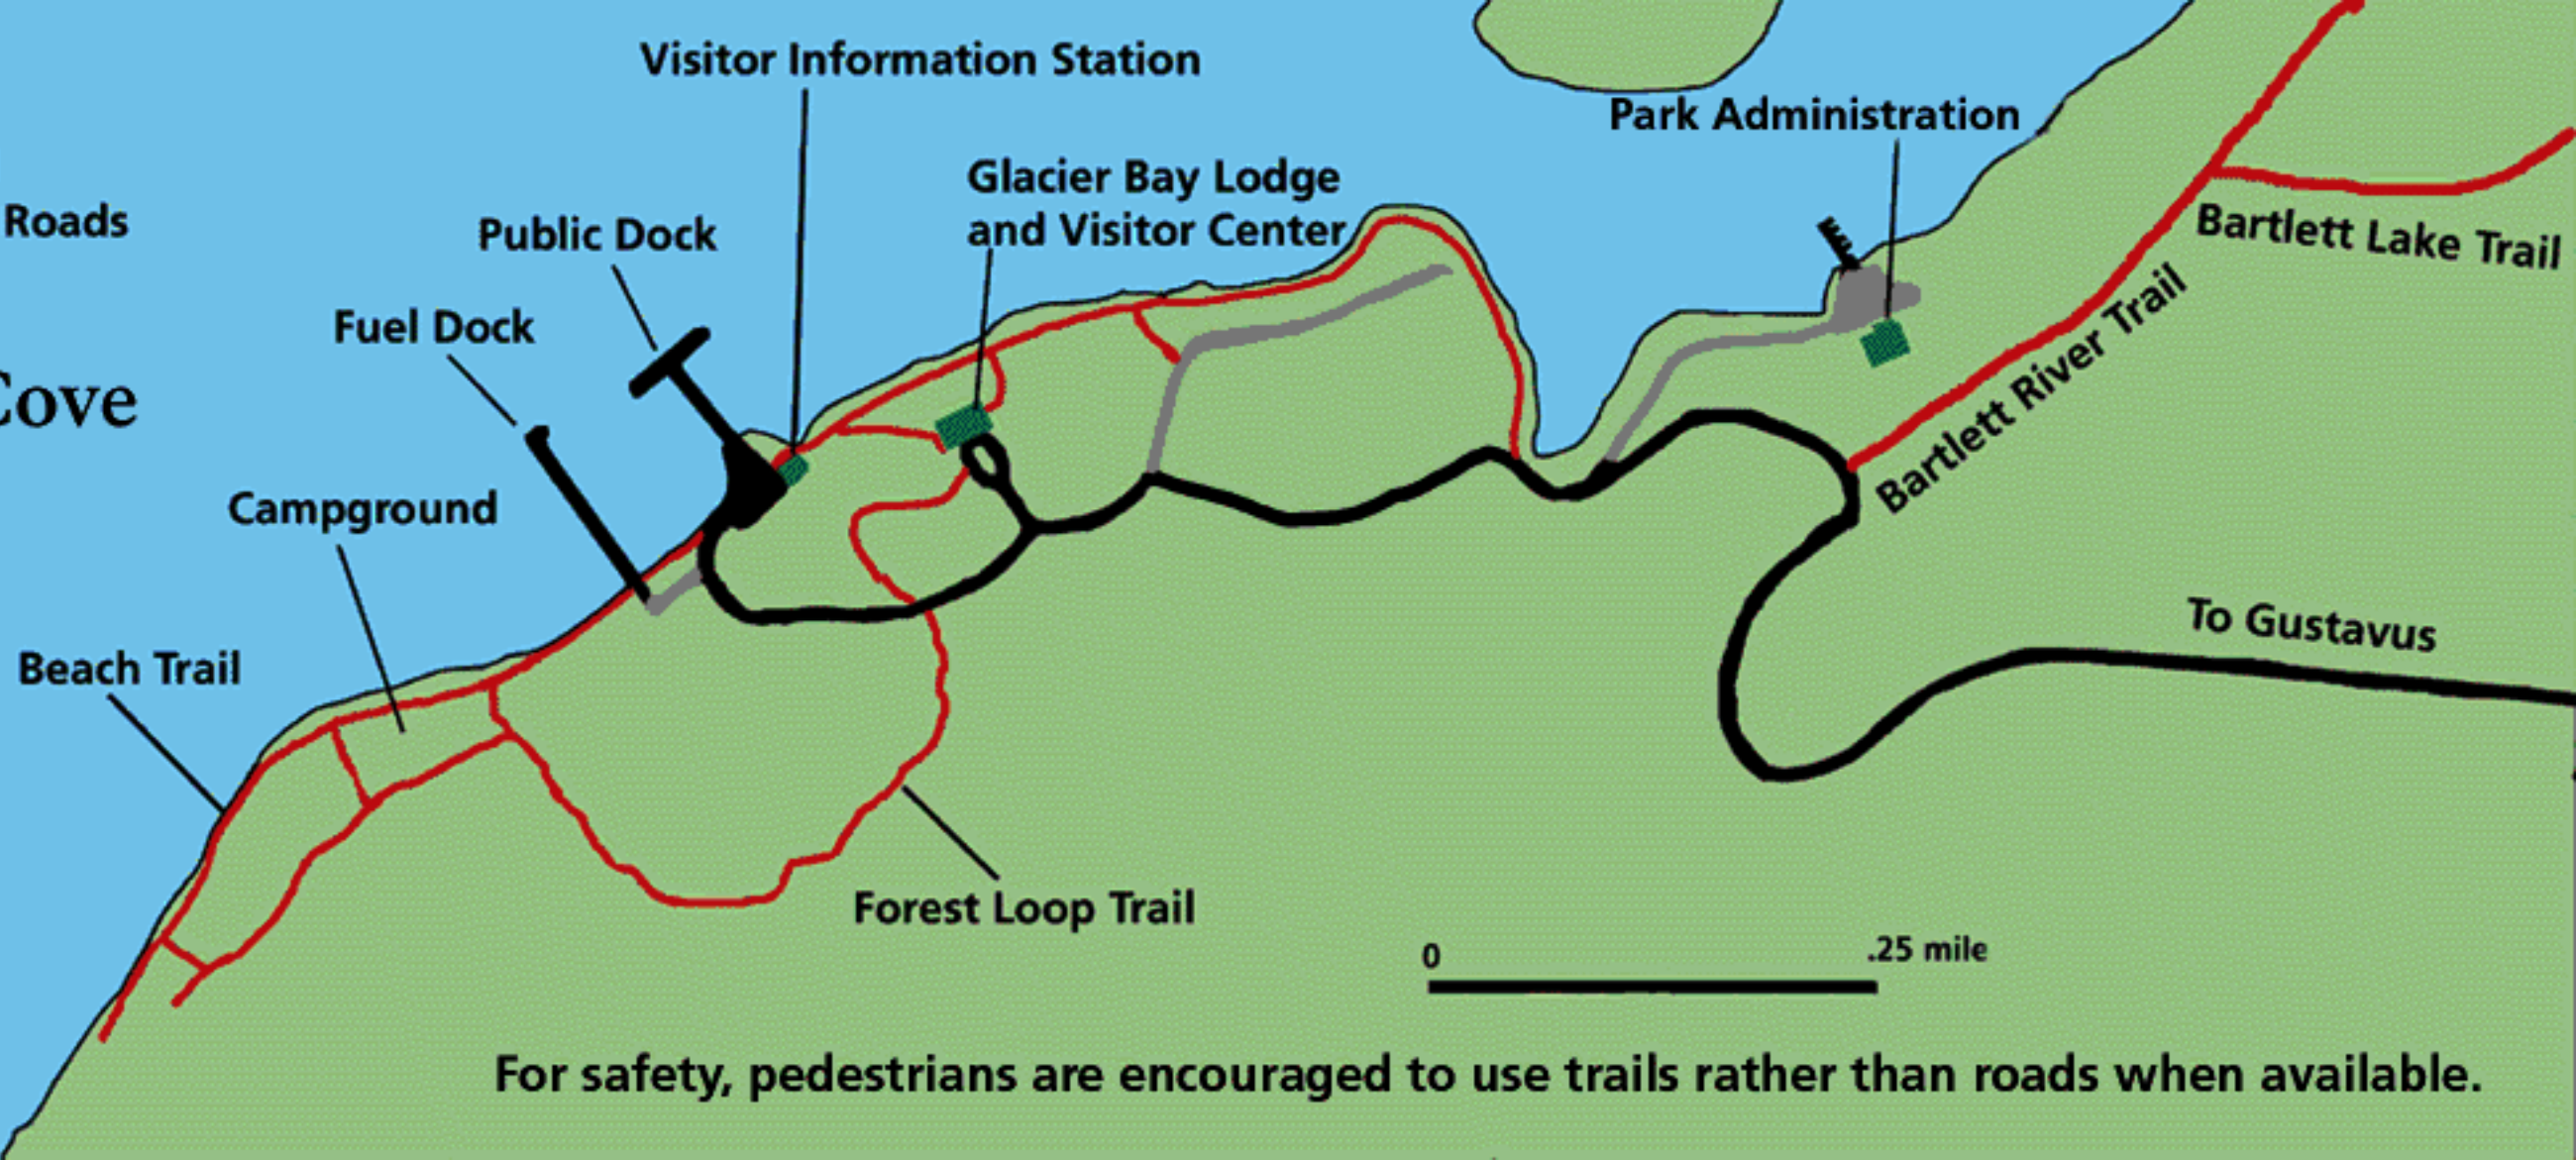 Visitor Information Station
Park Administration
Glacier Bay Lodge
and Visitor Center
Roads
Public Dock
Bartlett Lake Trail
Fuel Dock
Cove
Bartlett River Trail
Campground
To Gustavus
Beach Trail
Forest Loop Trail
0 .25 mile
For safety, pedestrians are encouraged to use trails rather than roads when available.